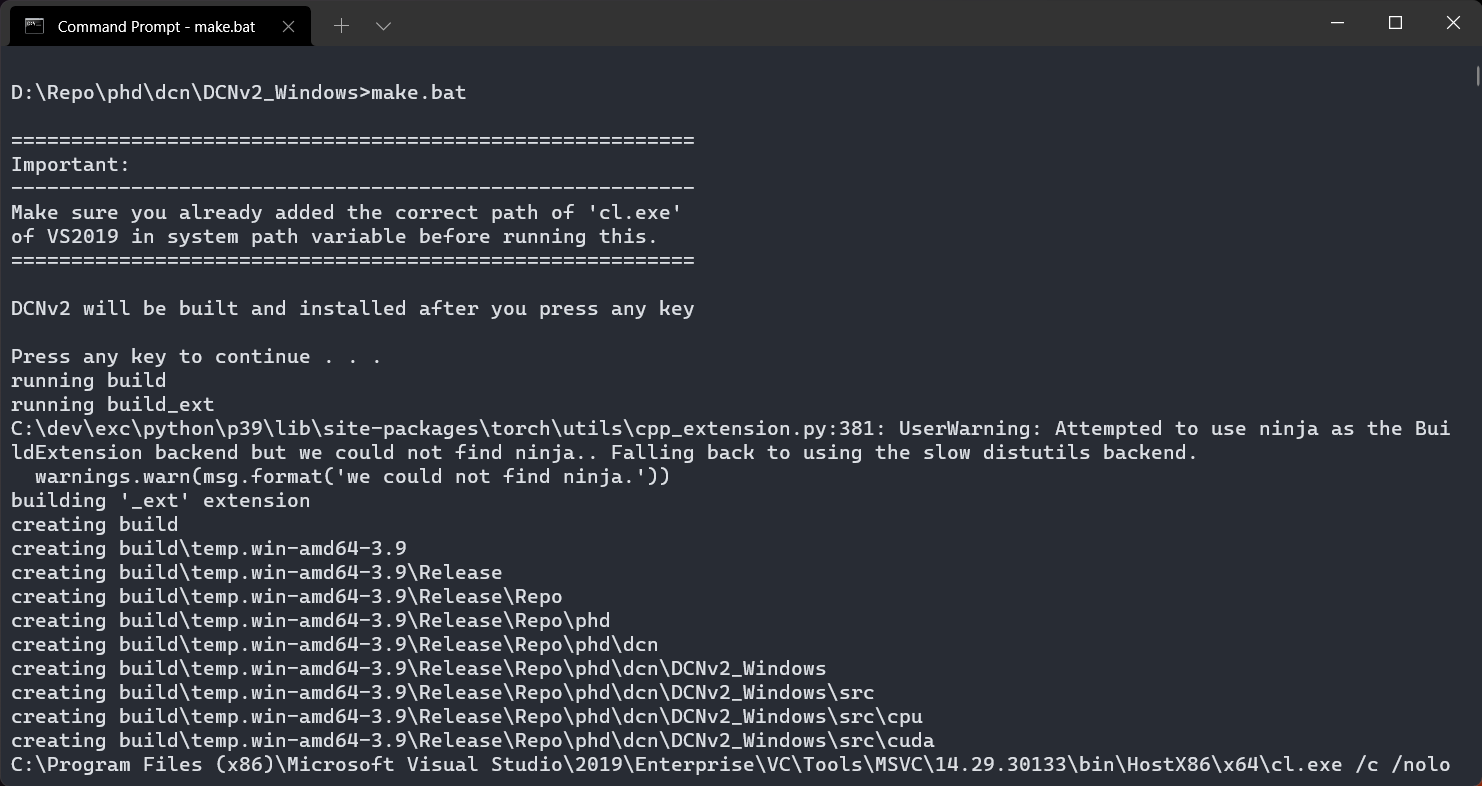 Command Prompt - make.bat
D:\Repo\phd\dcn\DCNv2_Windows>make.bat
=========================================================
Important:
---------------------------------------------------------
Make sure you already added the correct path of 'cl.exe'
of VS2019 in system path variable before running this.
=========================================================
DCNv2 will be built and installed after you press any key
Press any key to continue . . .
running build
running build_ext
C:\dev\exc\python\p39\lib\site-packages\torch\utils\cpp_extension.py:381: UserWarning: Attempted to use ninja as the Bui
ldExtension backend but we could not find ninja.. Falling back to using the slow distutils backend.
  warnings.warn(msg.format('we could not find ninja.'))
building '_ext' extension
creating build
creating build\temp.win-amd64-3.9
creating build\temp.win-amd64-3.9\Release
creating build\temp.win-amd64-3.9\Release\Repo
creating build\temp.win-amd64-3.9\Release\Repo\phd
creating build\temp.win-amd64-3.9\Release\Repo\phd\dcn
creating build\temp.win-amd64-3.9\Release\Repo\phd\dcn\DCNv2_Windows
creating build\temp.win-amd64-3.9\Release\Repo\phd\dcn\DCNv2_Windows\src
creating build\temp.win-amd64-3.9\Release\Repo\phd\dcn\DCNv2_Windows\src\cpu
creating build\temp.win-amd64-3.9\Release\Repo\phd\dcn\DCNv2_Windows\src\cuda
C:\Program Files (x86)\Microsoft Visual Studio\2019\Enterprise\VC\Tools\MSVC\14.29.30133\bin\HostX86\x64\cl.exe /c /nolo